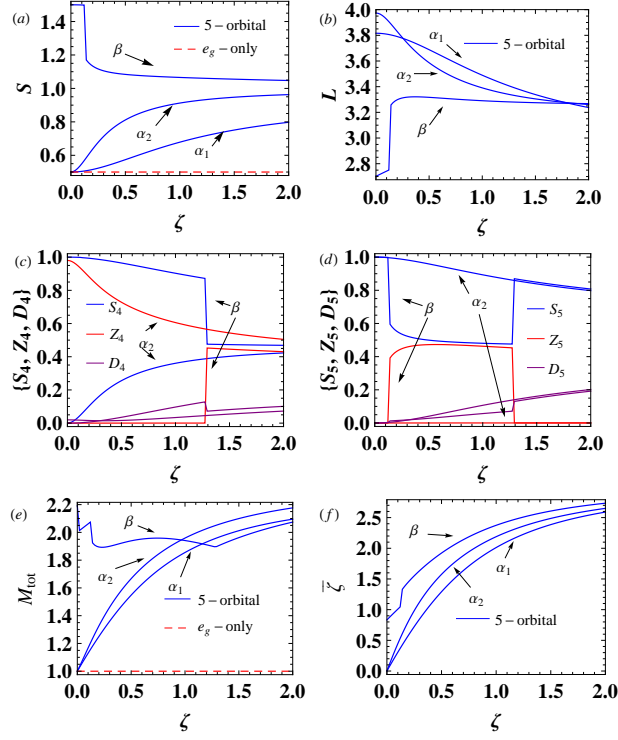 (a)
5-orbital
e_g-only
β
α_2
α_1
S
1.4
1.2
1.0
0.8
0.6
0.0 0.5 1.0 1.5 2.0
ζ
(b)
5-orbital
α_1
α_2
β
L
4.0
3.8
3.6
3.4
3.2
3.0
2.8
0.0 0.5 1.0 1.5 2.0
ζ
(c)
S_4
Z_4
D_4
α_2
β
{S_4, Z_4, D_4}
1.0
0.8
0.6
0.4
0.2
0.0
0.0 0.5 1.0 1.5 2.0
ζ
(d)
β
α_2
S_5
Z_5
D_5
{S_5, Z_5, D_5}
1.0
0.8
0.6
0.4
0.2
0.0
0.0 0.5 1.0 1.5 2.0
ζ
(e)
β
α_2
α_1
5-orbital
e_g-only
M_tot
2.2
2.0
1.8
1.6
1.4
1.2
1.0
0.0 0.5 1.0 1.5 2.0
ζ
(f)
β
α_2
α_1
5-orbital
ζ̄
2.5
2.0
1.5
1.0
0.5
0.0
0.0 0.5 1.0 1.5 2.0
ζ